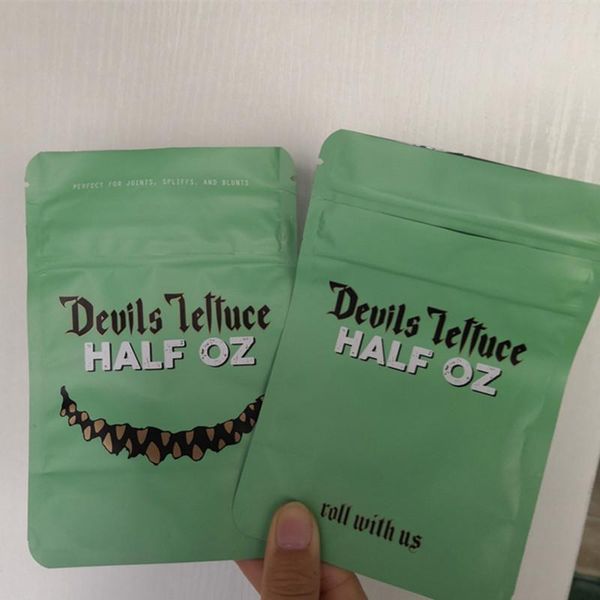 PERFECT FOR JOINTS, SPLIFFS, AND BLUNTS
Devils lettuce
HALF OZ
Devils lettuce
HALF OZ
roll with us